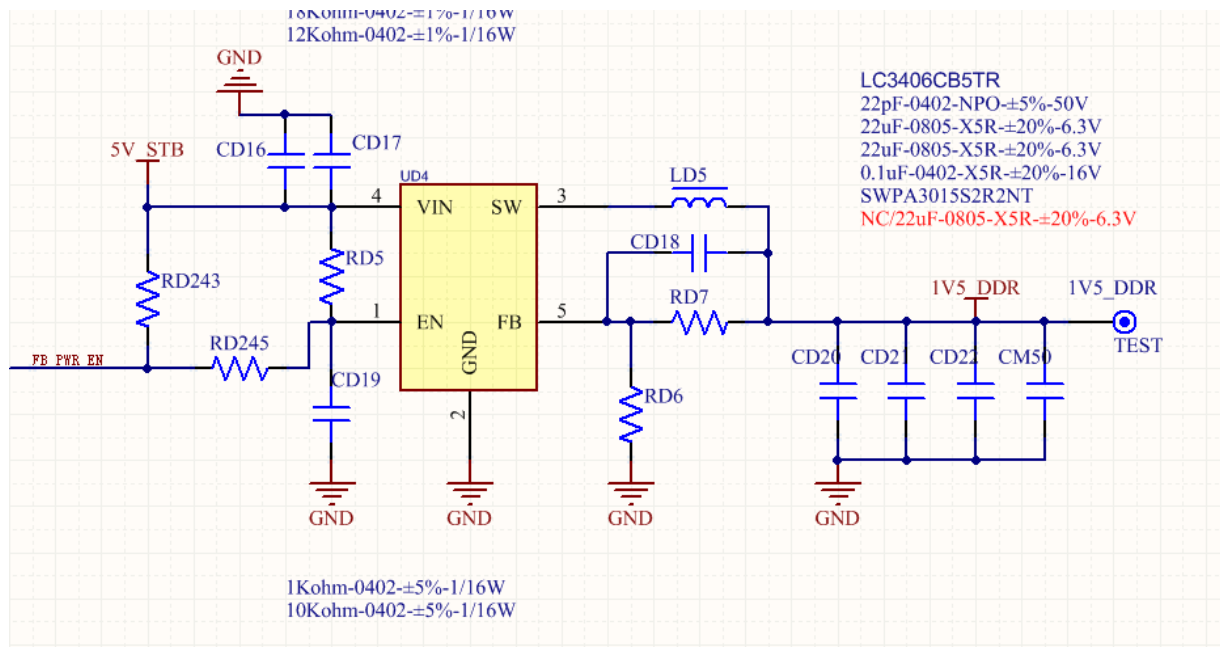 18Kohm-0402-±1%-1/16W
12Kohm-0402-±1%-1/16W
GND
LC3406CB5TR
22pF-0402-NPO-±5%-50V
22uF-0805-X5R-±20%-6.3V
22uF-0805-X5R-±20%-6.3V
0.1uF-0402-X5R-±20%-16V
SWPA3015S2R2NT
NC/22uF-0805-X5R-±20%-6.3V
5V_STB
CD16
CD17
UD4
LD5
4
VIN
SW
3
CD18
RD5
RD243
RD7
1V5_DDR
1V5_DDR
1
EN
FB
5
TEST
FB_PWR_EN
RD245
GND
CD20
CD21
CD22
CM50
CD19
RD6
2
GND
GND
GND
GND
1Kohm-0402-±5%-1/16W
10Kohm-0402-±5%-1/16W